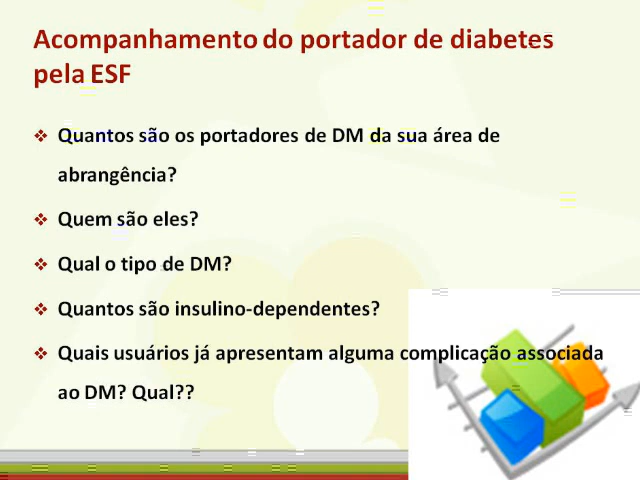 Acompanhamento do portador de diabetes
pela ESF
❖ Quantos são os portadores de DM da sua área de
abrangência?
❖ Quem são eles?
❖ Qual o tipo de DM?
❖ Quantos são insulino-dependentes?
❖ Quais usuários já apresentam alguma complicação associada
ao DM? Qual??